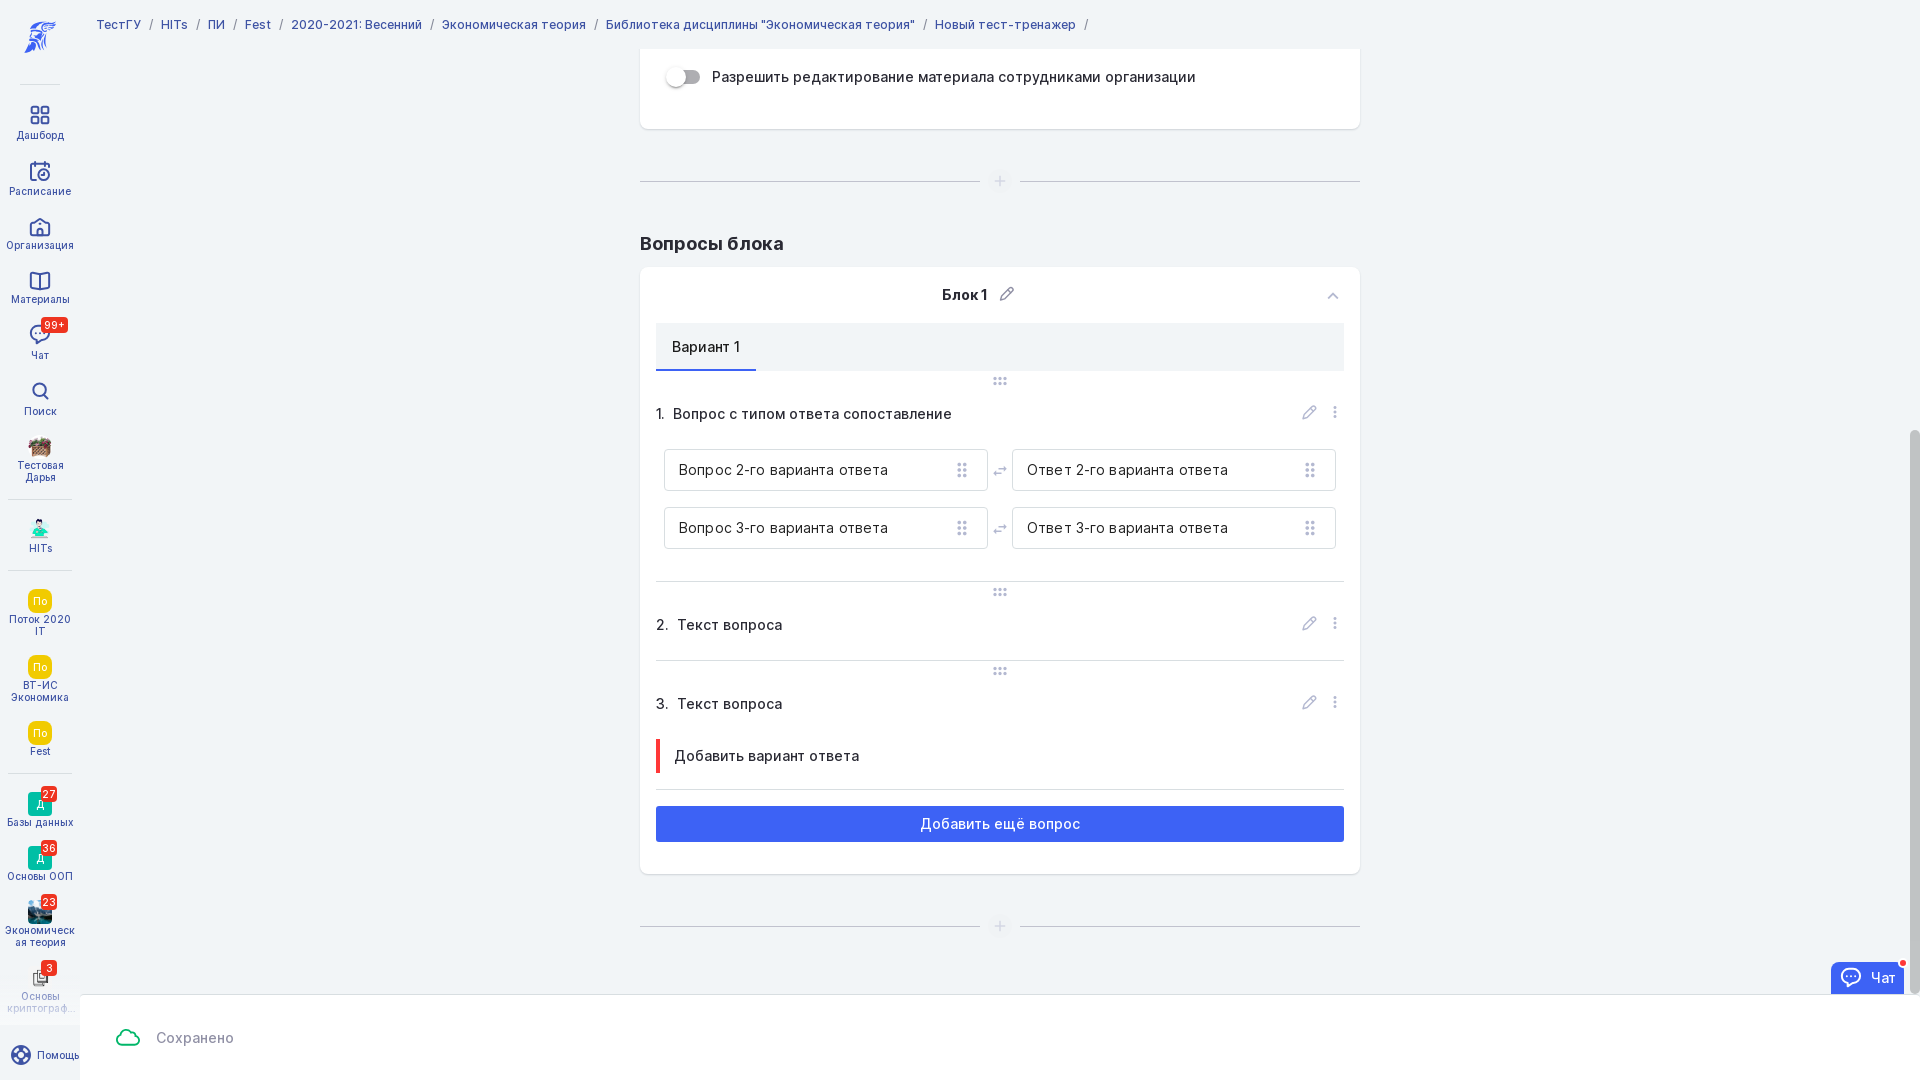 ТестГУ / HITs / ПИ / Fest / 2020-2021: Весенний / Экономическая теория / Библиотека дисциплины "Экономическая теория" / Новый тест-тренажер /
Дашборд
Расписание
Организация
Материалы
99+
Чат
Поиск
Тестовая
Дарья
HITs
По
Поток 2020
IT
По
ВТ-ИС
Экономика
По
Fest
27
Д
Базы данных
36
Д
Основы ООП
23
Экономическ
ая теория
3
Основы
криптограф...
Помощь
Разрешить редактирование материала сотрудниками организации
Вопросы блока
Блок 1
Вариант 1
1. Вопрос с типом ответа сопоставление
Вопрос 2-го варианта ответа Ответ 2-го варианта ответа
Вопрос 3-го варианта ответа Ответ 3-го варианта ответа
2. Текст вопроса
3. Текст вопроса
Добавить вариант ответа
Добавить ещё вопрос
Чат
Сохранено